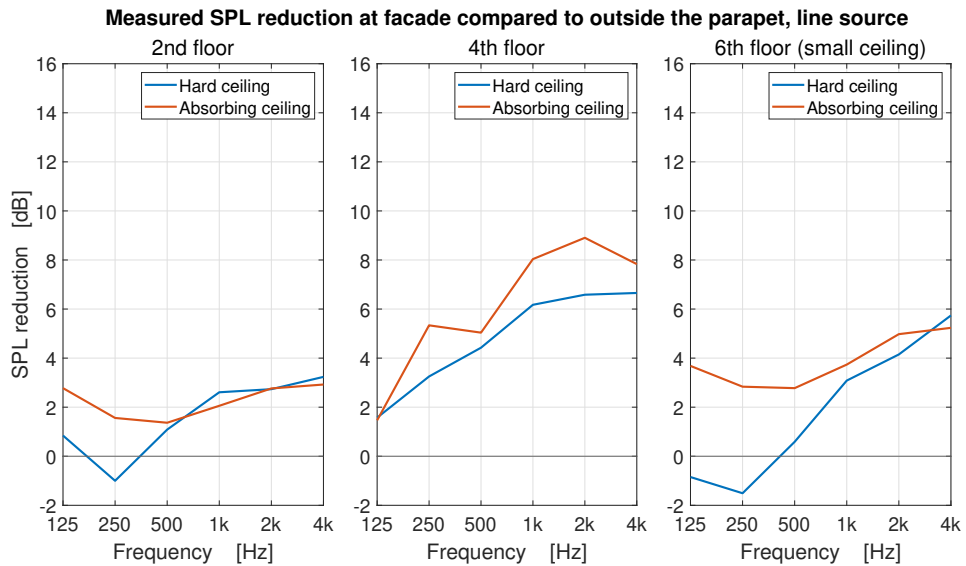 Measured SPL reduction at facade compared to outside the parapet, line source
2nd floor
16
14
12
10
8
6
4
2
0
-2
125 250 500 1k 2k 4k
Frequency [Hz]
SPL reduction [dB]
Hard ceiling
Absorbing ceiling
4th floor
16
14
12
10
8
6
4
2
0
-2
125 250 500 1k 2k 4k
Frequency [Hz]
Hard ceiling
Absorbing ceiling
6th floor (small ceiling)
16
14
12
10
8
6
4
2
0
-2
125 250 500 1k 2k 4k
Frequency [Hz]
Hard ceiling
Absorbing ceiling